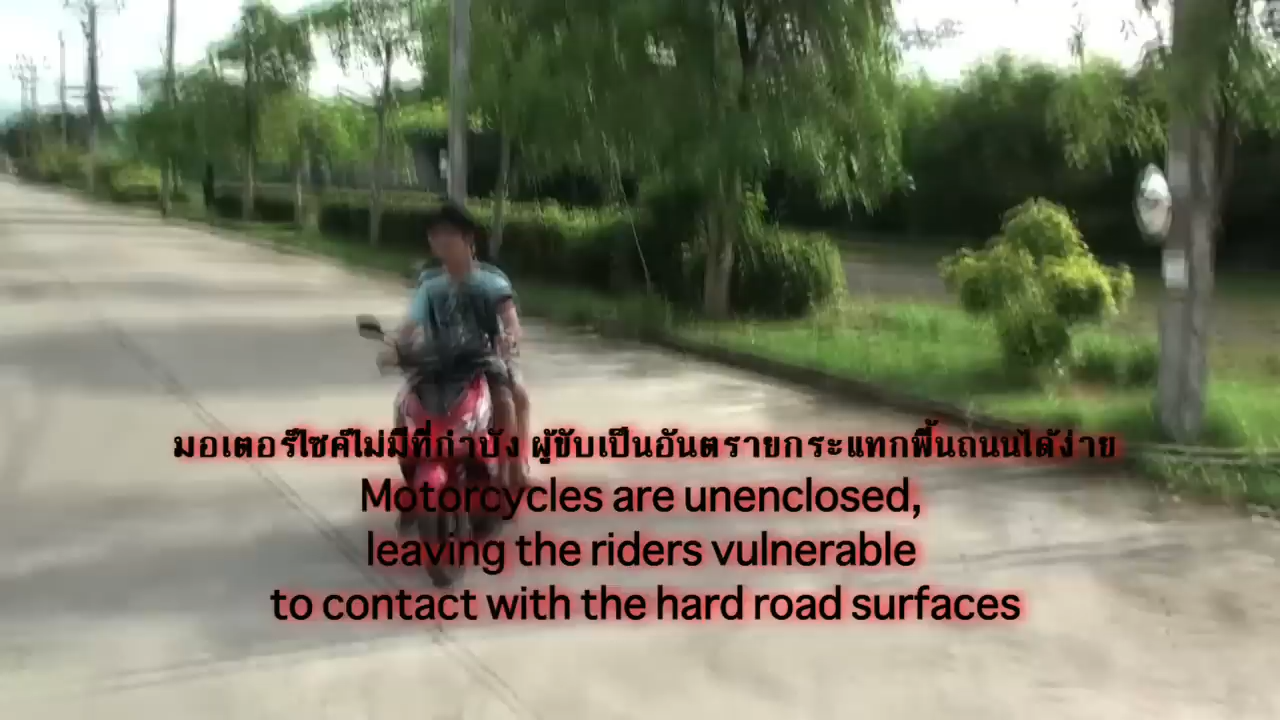 มอเตอร์ไซค์ไม่มีที่กำบัง ผู้ขับเป็นอันตรายกระแทกพื้นถนนได้ง่าย
Motorcycles are unenclosed,
leaving the riders vulnerable
to contact with the hard road surfaces